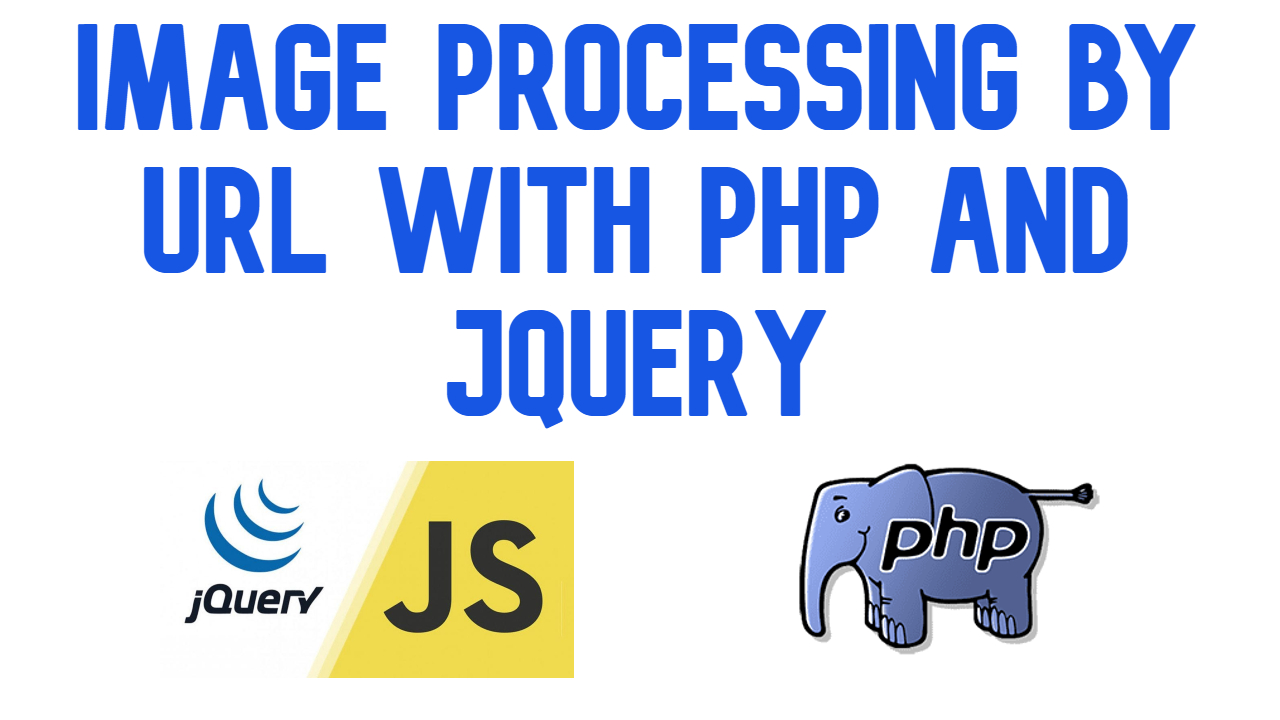 IMAGE PROCESSING BY
URL WITH PHP AND
JQUERY
jQuery
JS
php